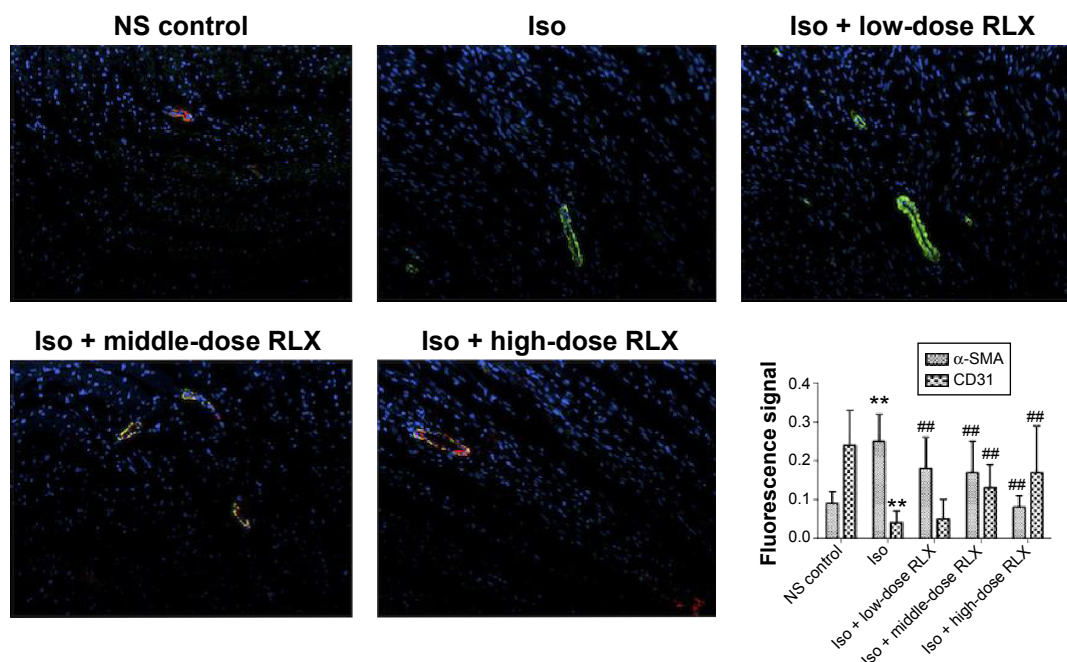 NS control
Iso
Iso + low-dose RLX
Iso + middle-dose RLX
Iso + high-dose RLX
α-SMA
CD31
Fluorescence signal
0.4
0.3
0.2
0.1
0.0
**
**
##
##
##
##
##
NS control
Iso
Iso + low-dose RLX
Iso + middle-dose RLX
Iso + high-dose RLX